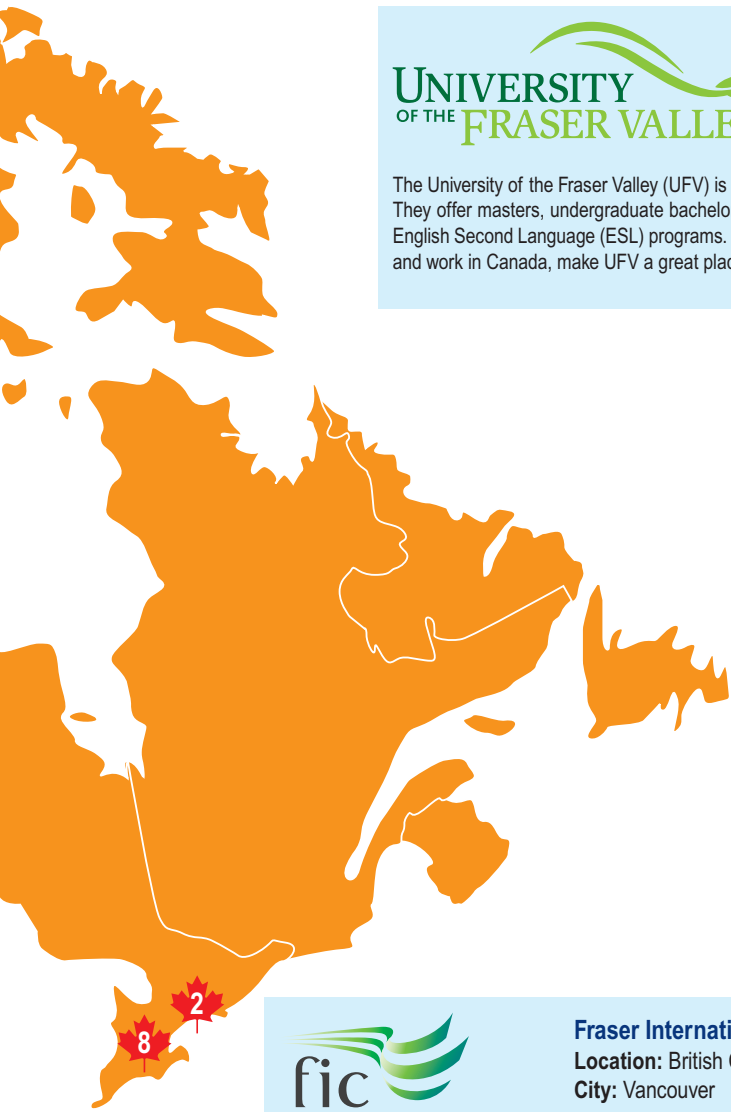 UNIVERSITY
OF THE FRASER VALLE
The University of the Fraser Valley (UFV) is
They offer masters, undergraduate bachelo
English Second Language (ESL) programs.
and work in Canada, make UFV a great plac
2
8
fic
Fraser Internati
Location: British
City: Vancouver